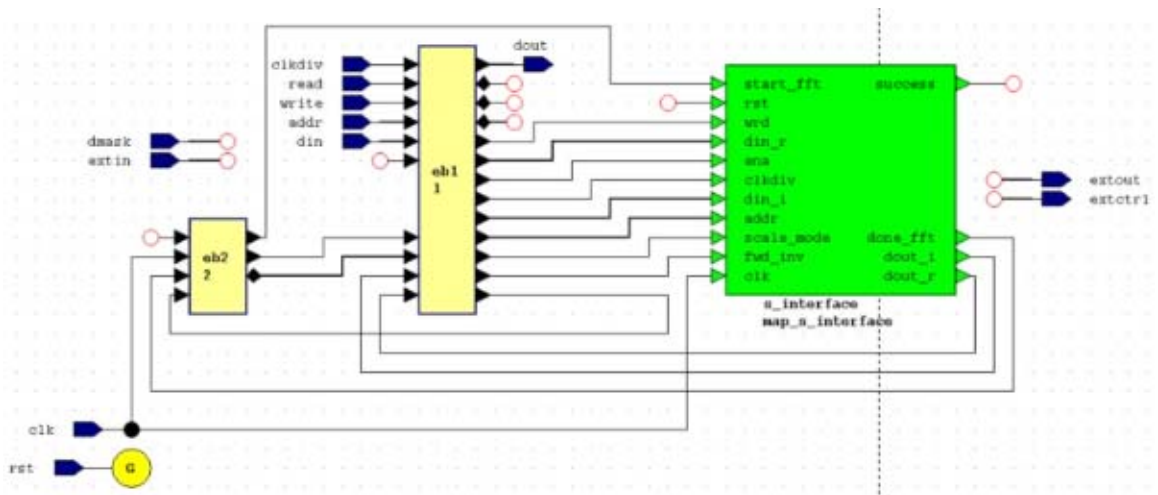 dout
clkdiv
read
write
addr
din
dmask
extin
eb1
1
eb2
2
start_fft success
rst
wrd
din_r
ena
clkdiv
din_i
addr
scale_mode done_fft
fwd_inv dout_i
clk dout_r
s_interface
map_s_interface
extout
extctrl
clk
rst
G